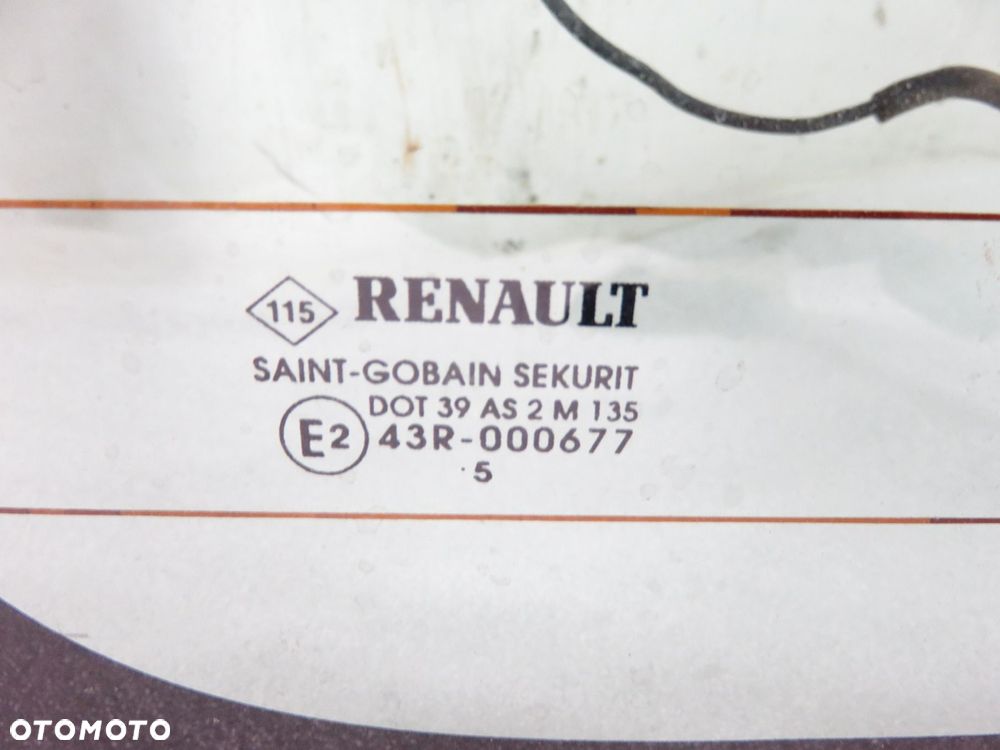 115 RENAULT
SAINT-GOBAIN SEKURIT
DOT 39 AS 2 M 135
E2 43R-000677
. 5
OTOMOTO